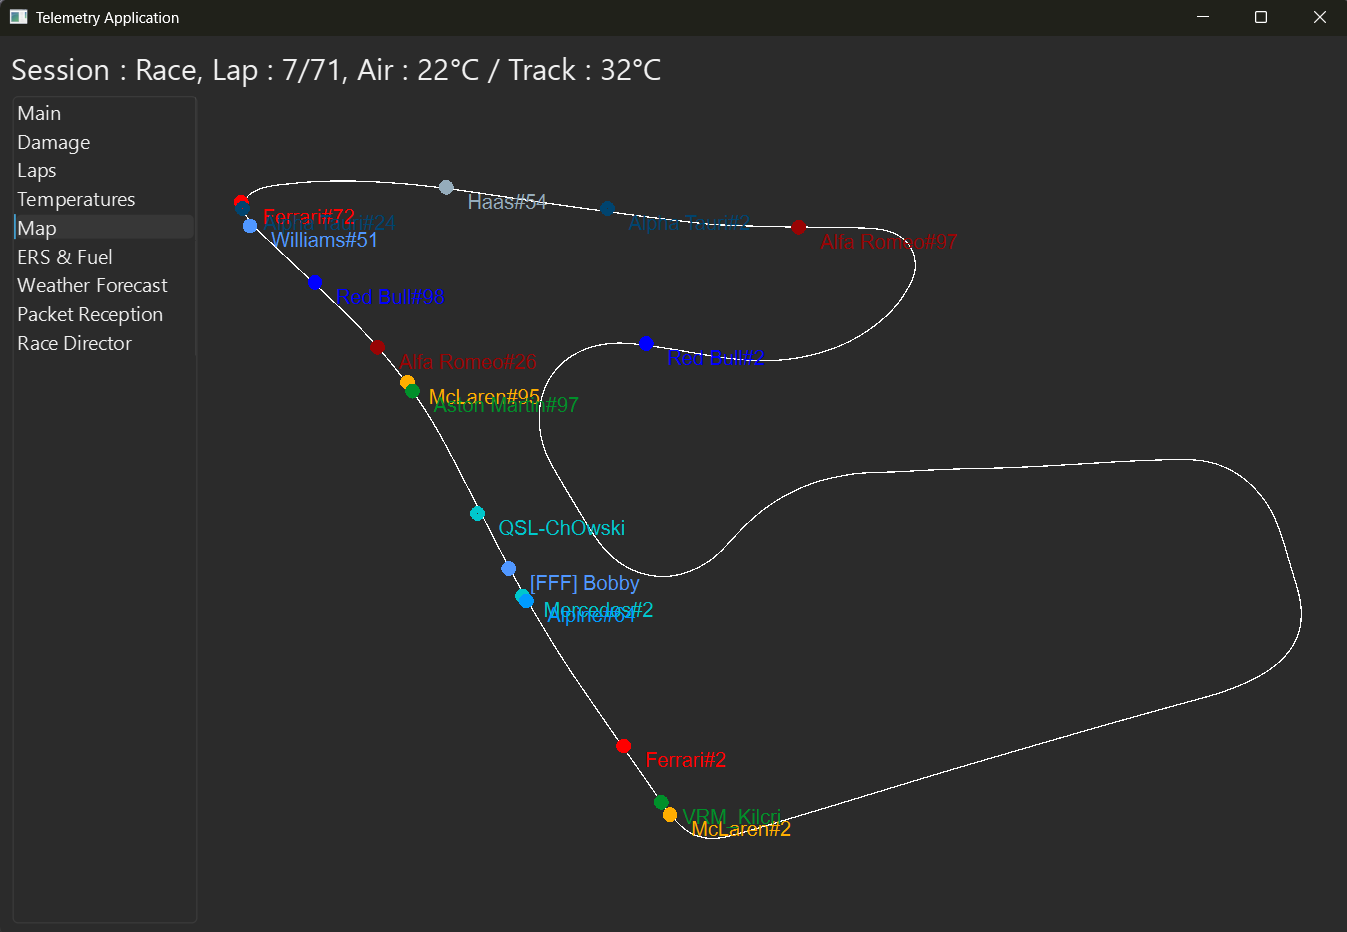 Telemetry Application
Session : Race, Lap : 7/71, Air : 22°C / Track : 32°C
Main
Damage
Laps
Temperatures
Map
ERS & Fuel
Weather Forecast
Packet Reception
Race Director
Haas#54
Ferrari#72
Alpha Tauri#24
Alpha Tauri#2
Williams#51
Alfa Romeo#97
Red Bull#98
Alfa Romeo#26
Red Bull#2
McLaren#95
Aston Martin#97
QSL-ChOwski
[FFF] Bobby
Mercedes#2
Alpine#61
Ferrari#2
VRM_Kilcri
McLaren#2